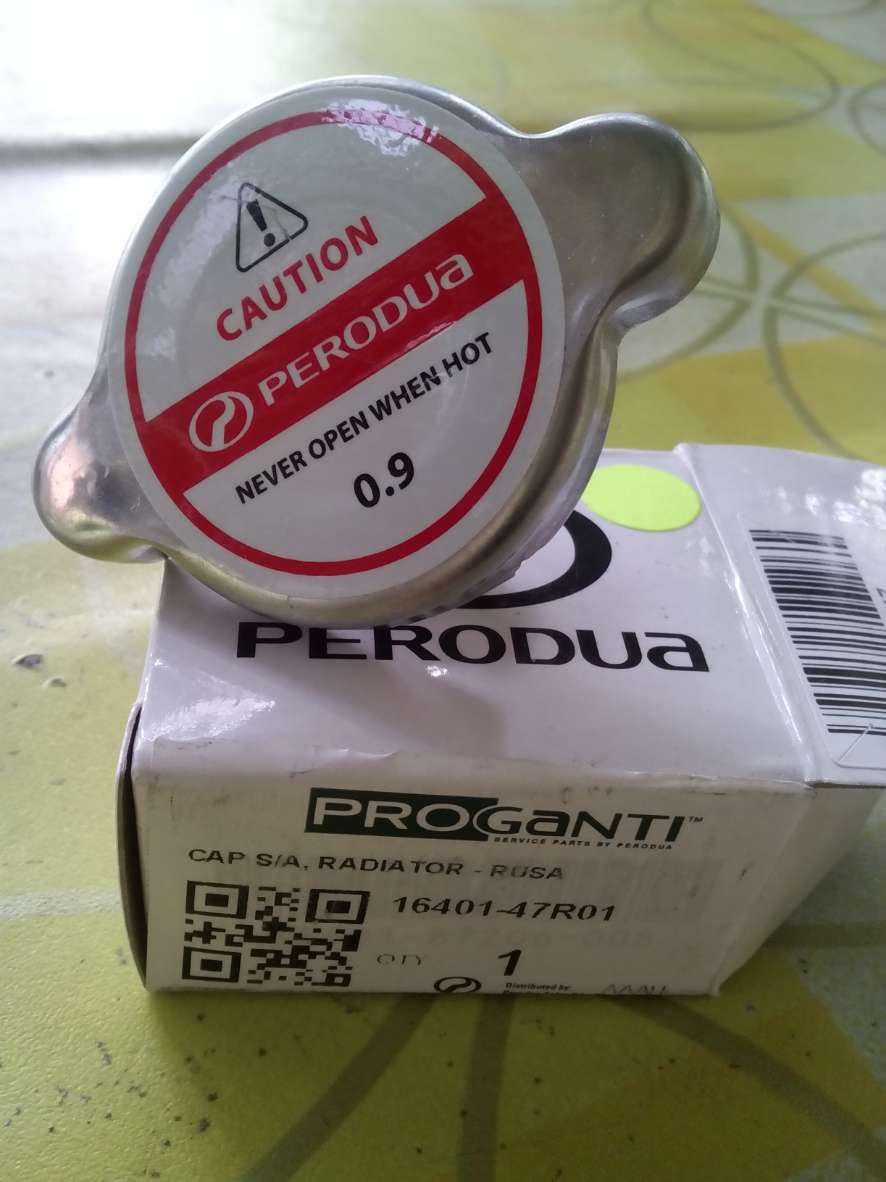 CAUTION
PERODUA
NEVER OPEN WHEN HOT
0.9
PERODUA
PROGANTI™
SERVICE PARTS BY PERODUA
CAP S/A, RADIATOR - RUSA
16401-47R01
QTY 1
Distributed by